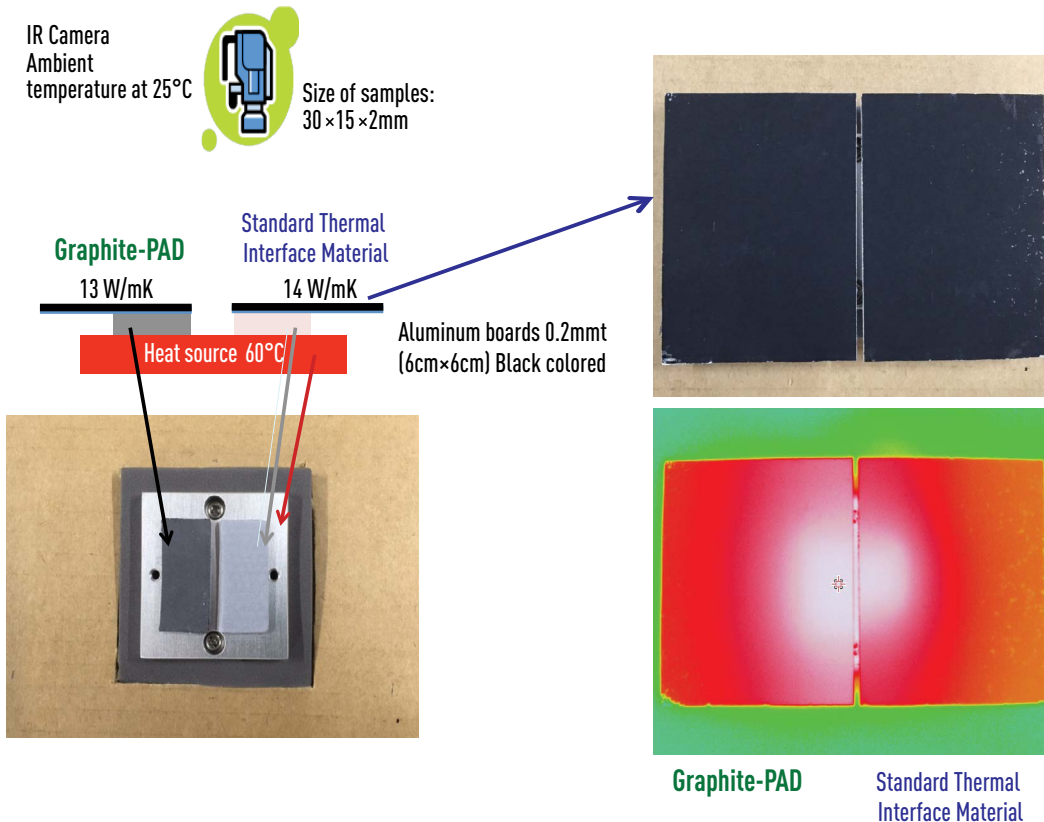 IR Camera
Ambient
temperature at 25°C
Size of samples:
30×15×2mm
Graphite-PAD
Standard Thermal
Interface Material
13 W/mK
14 W/mK
Heat source 60°C
Aluminum boards 0.2mmt
(6cm×6cm) Black colored
Graphite-PAD
Standard Thermal
Interface Material